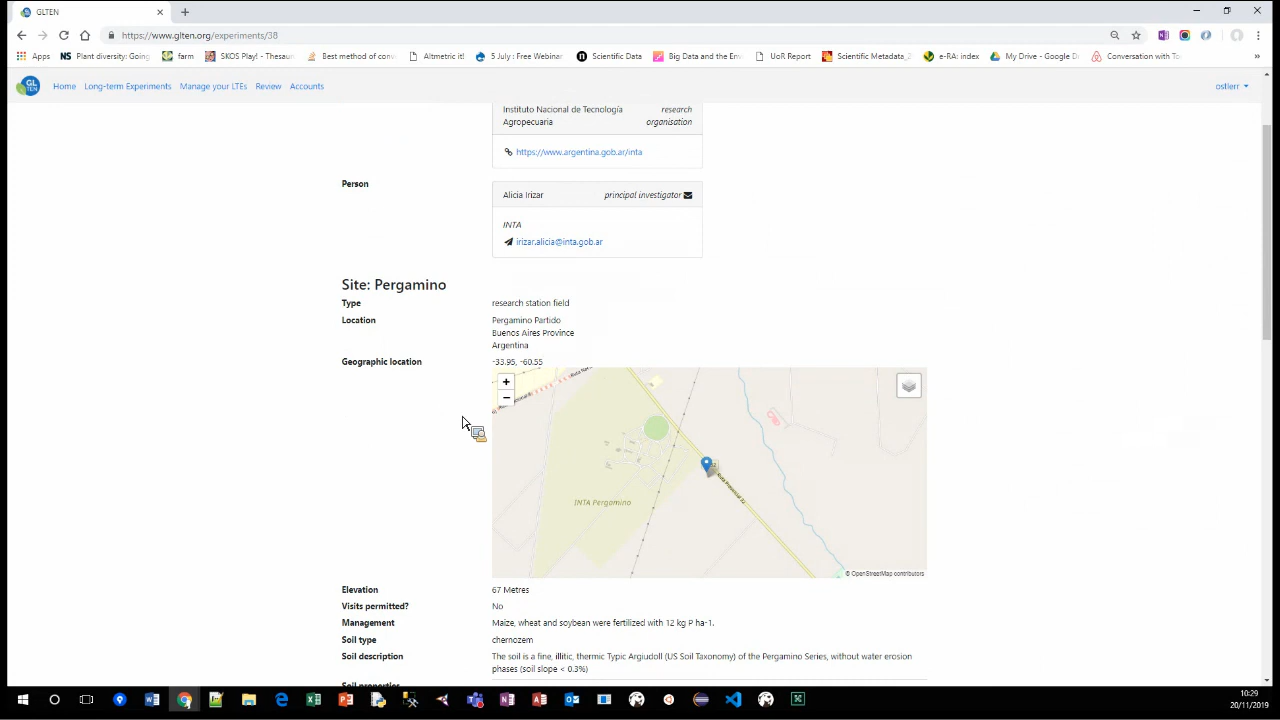 GLTEN
https://www.glten.org/experiments/38
Apps
Plant diversity:Going
farm
SKOS Play! - Thesaur
Best method of conv
Altmetric it!
5 July : Free Webinar
Scientific Data
Big Data and the Env
UoR Report
Scientific Metadata_2
e-RA: index
My Drive - Google D
Conversation with To
GL
TEN
Home
Long-term Experiments
Manage your LTEs
Review
Accounts
ostlerr
Instituto Nacional de Tecnología
Agropecuaria
research
organisation
https://www.argentina.gob.ar/inta
Person
Alicia Irizar
principal investigator
INTA
irizar.alicia@inta.gob.ar
Site: Pergamino
Type
research station field
Location
Pergamino Partido
Buenos Aires Province
Argentina
Geographic location
-33.95, -60.55
+
−
INTA Pergamino
© OpenStreetMap contributors
Elevation
67 Metres
Visits permitted?
No
Management
Maize, wheat and soybean were fertilized with 12 kg P ha-1.
Soil type
chernozem
Soil description
The soil is a fine, illitic, thermic Typic Argiudoll (US Soil Taxonomy) of the Pergamino Series, without water erosion
phases (soil slope < 0.3%)
Soil properties
10:29
20/11/2019